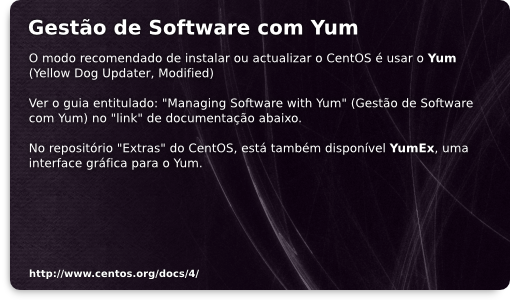 Gestão de Software com Yum
O modo recomendado de instalar ou actualizar o CentOS é usar o Yum
(Yellow Dog Updater, Modified)
Ver o guia entitulado: "Managing Software with Yum" (Gestão de Software
com Yum) no "link" de documentação abaixo.
No repositório "Extras" do CentOS, está também disponível YumEx, uma
interface gráfica para o Yum.
http://www.centos.org/docs/4/